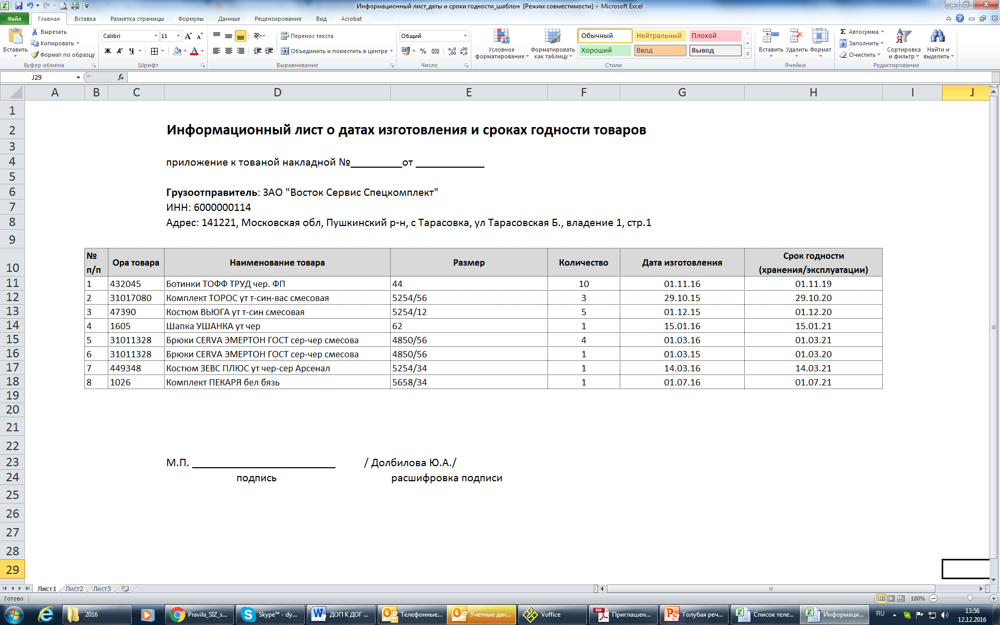 Информационный лист_даты и сроки годности_шаблон [Режим совместимости] - Microsoft Excel
Файл Главная Вставка Разметка страницы Формулы Данные Рецензирование Вид Acrobat
Вставить
Вырезать
Копировать
Формат по образцу
Буфер обмена
Calibri 11
Ж К Ч
Шрифт
Перенос текста
Объединить и поместить в центре
Выравнивание
Общий
% 000
Число
Условное форматирование
Форматировать как таблицу
Обычный Нейтральный Плохой
Хороший Ввод Вывод
Стили
Вставить Удалить Формат
Ячейки
Σ Автосумма
Заполнить
Очистить
Сортировка и фильтр
Найти и выделить
Редактирование
J29 fx
A B C D E F G H I J
1
2 Информационный лист о датах изготовления и сроках годности товаров
3
4 приложение к тованой накладной №_________от ____________
5
6 Грузоотправитель: ЗАО "Восток Сервис Спецкомплект"
7 ИНН: 6000000114
8 Адрес: 141221, Московская обл, Пушкинский р-н, с Тарасовка, ул Тарасовская Б., владение 1, стр.1
9
10 № п/п Ора товара Наименование товара Размер Количество Дата изготовления Срок годности (хранения/эксплуатации)
11 1 432045 Ботинки ТОФФ ТРУД чер. ФП 44 10 01.11.16 01.11.19
12 2 31017080 Комплект ТОРОС ут т-син-вас смесовая 5254/56 3 29.10.15 29.10.20
13 3 47390 Костюм ВЬЮГА ут т-син смесовая 5254/12 5 01.12.15 01.12.20
14 4 1605 Шапка УШАНКА ут чер 62 1 15.01.16 15.01.21
15 5 31011328 Брюки CERVA ЭМЕРТОН ГОСТ сер-чер смесова 4850/56 4 01.03.16 01.03.21
16 6 31011328 Брюки CERVA ЭМЕРТОН ГОСТ сер-чер смесова 4850/56 1 01.03.15 01.03.20
17 7 449348 Костюм ЗЕВС ПЛЮС ут чер-сер Арсенал 5254/34 1 14.03.16 14.03.21
18 8 1026 Комплект ПЕКАРЯ бел бязь 5658/34 1 01.07.16 01.07.21
19
20
21
22
23 М.П. _________________________ / Долбилова Ю.А./
24 подпись расшифровка подписи
25
26
27
28
29
Лист1 Лист2 Лист3
Готово 180%
2016 Pravila_SIZ_s... Skype™ - dy... ДОП К ДОГ ... Телефонные... Учетные дан... Voffice Приглашен... Голубая реч... Список теле... Информаци... RU 13:56
12.12.2016